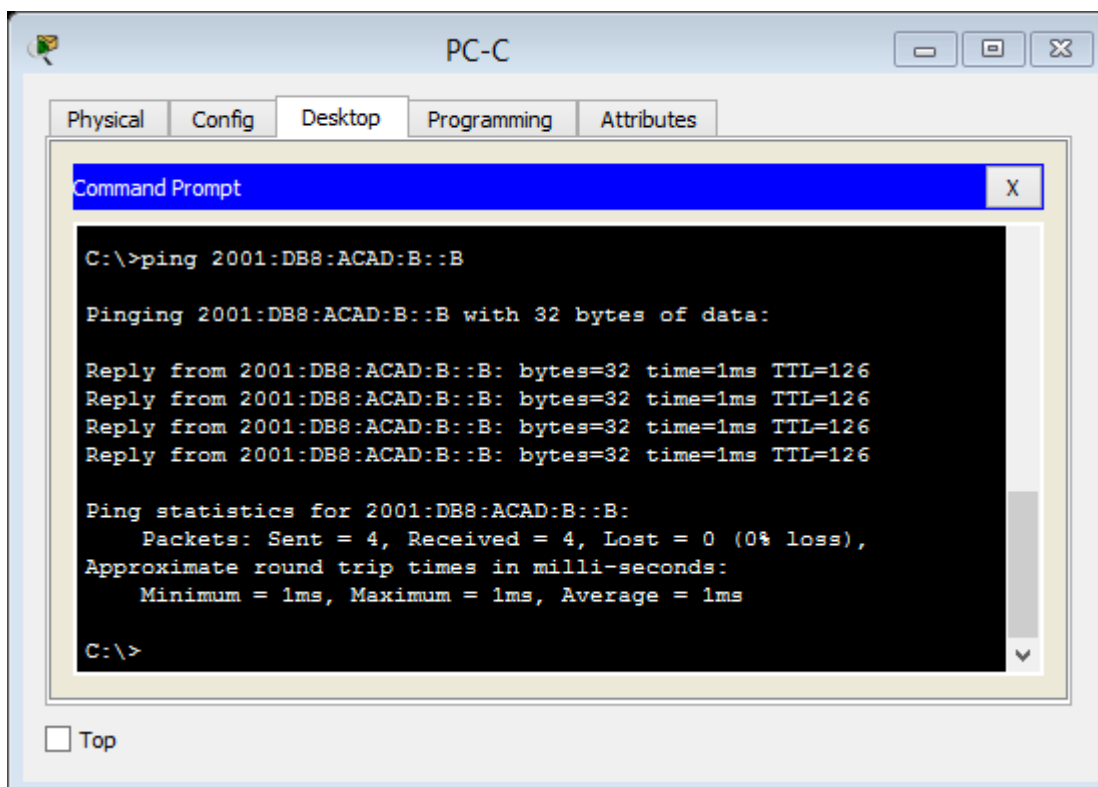 PC-C
Physical Config Desktop Programming Attributes
Command Prompt X
C:\>ping 2001:DB8:ACAD:B::B
Pinging 2001:DB8:ACAD:B::B with 32 bytes of data:
Reply from 2001:DB8:ACAD:B::B: bytes=32 time=1ms TTL=126
Reply from 2001:DB8:ACAD:B::B: bytes=32 time=1ms TTL=126
Reply from 2001:DB8:ACAD:B::B: bytes=32 time=1ms TTL=126
Reply from 2001:DB8:ACAD:B::B: bytes=32 time=1ms TTL=126
Ping statistics for 2001:DB8:ACAD:B::B:
    Packets: Sent = 4, Received = 4, Lost = 0 (0% loss),
Approximate round trip times in milli-seconds:
    Minimum = 1ms, Maximum = 1ms, Average = 1ms
C:\>
Top